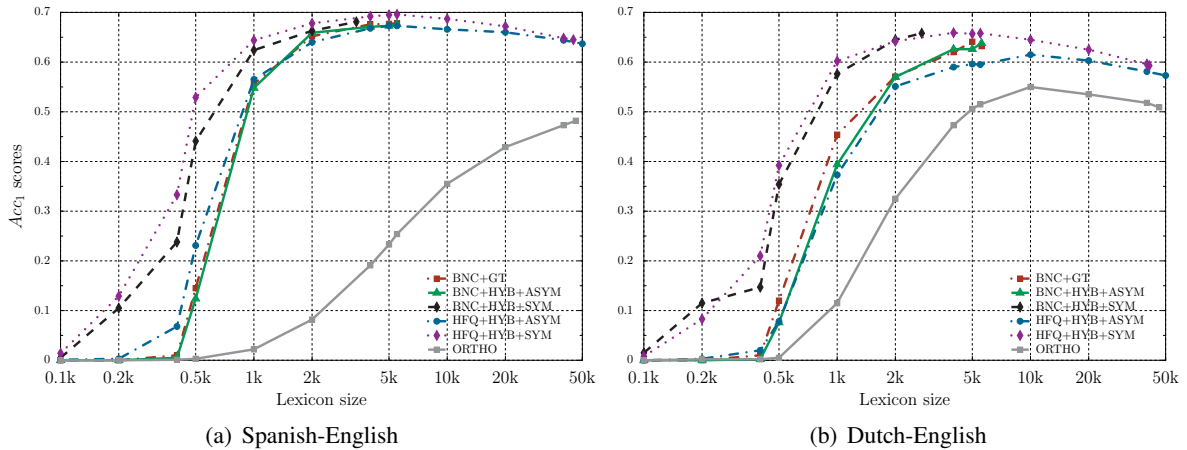 0.7
0.6
0.5
0.4
0.3
0.2
0.1
0
Acc1 scores
BNC+GT
BNC+HYB+ASYM
BNC+HYB+SYM
HFQ+HYB+ASYM
HFQ+HYB+SYM
ORTHO
0.1k 0.2k 0.5k 1k 2k 5k 10k 20k 50k
Lexicon size
(a) Spanish-English
0.7
0.6
0.5
0.4
0.3
0.2
0.1
0
BNC+GT
BNC+HYB+ASYM
BNC+HYB+SYM
HFQ+HYB+ASYM
HFQ+HYB+SYM
ORTHO
0.1k 0.2k 0.5k 1k 2k 5k 10k 20k 50k
Lexicon size
(b) Dutch-English